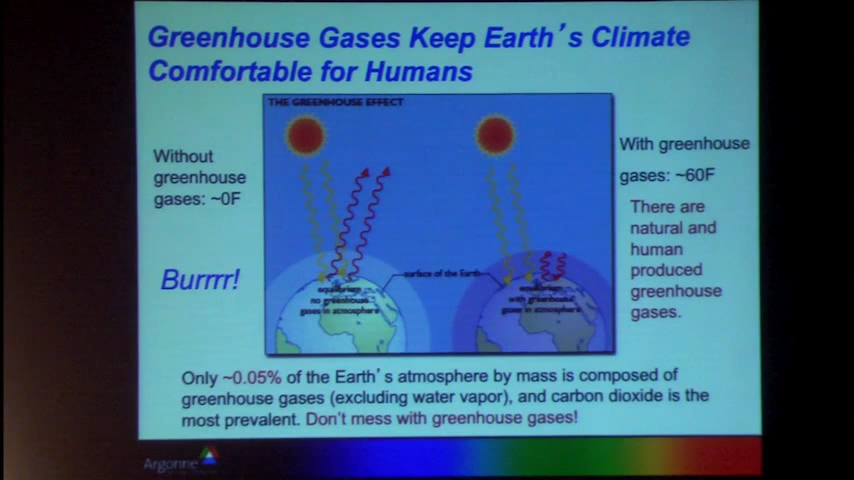 Greenhouse Gases Keep Earth's Climate
Comfortable for Humans
THE GREENHOUSE EFFECT
Without
greenhouse
gases: ~0F
Burrrr!
With greenhouse
gases: ~60F
There are
natural and
human
produced
greenhouse
gases.
surface of the Earth
equilibrium
no greenhouse
gases in atmosphere
equilibrium
with greenhouse
gases in atmosphere
Only ~0.05% of the Earth's atmosphere by mass is composed of
greenhouse gases (excluding water vapor), and carbon dioxide is the
most prevalent. Don't mess with greenhouse gases!
Argonne